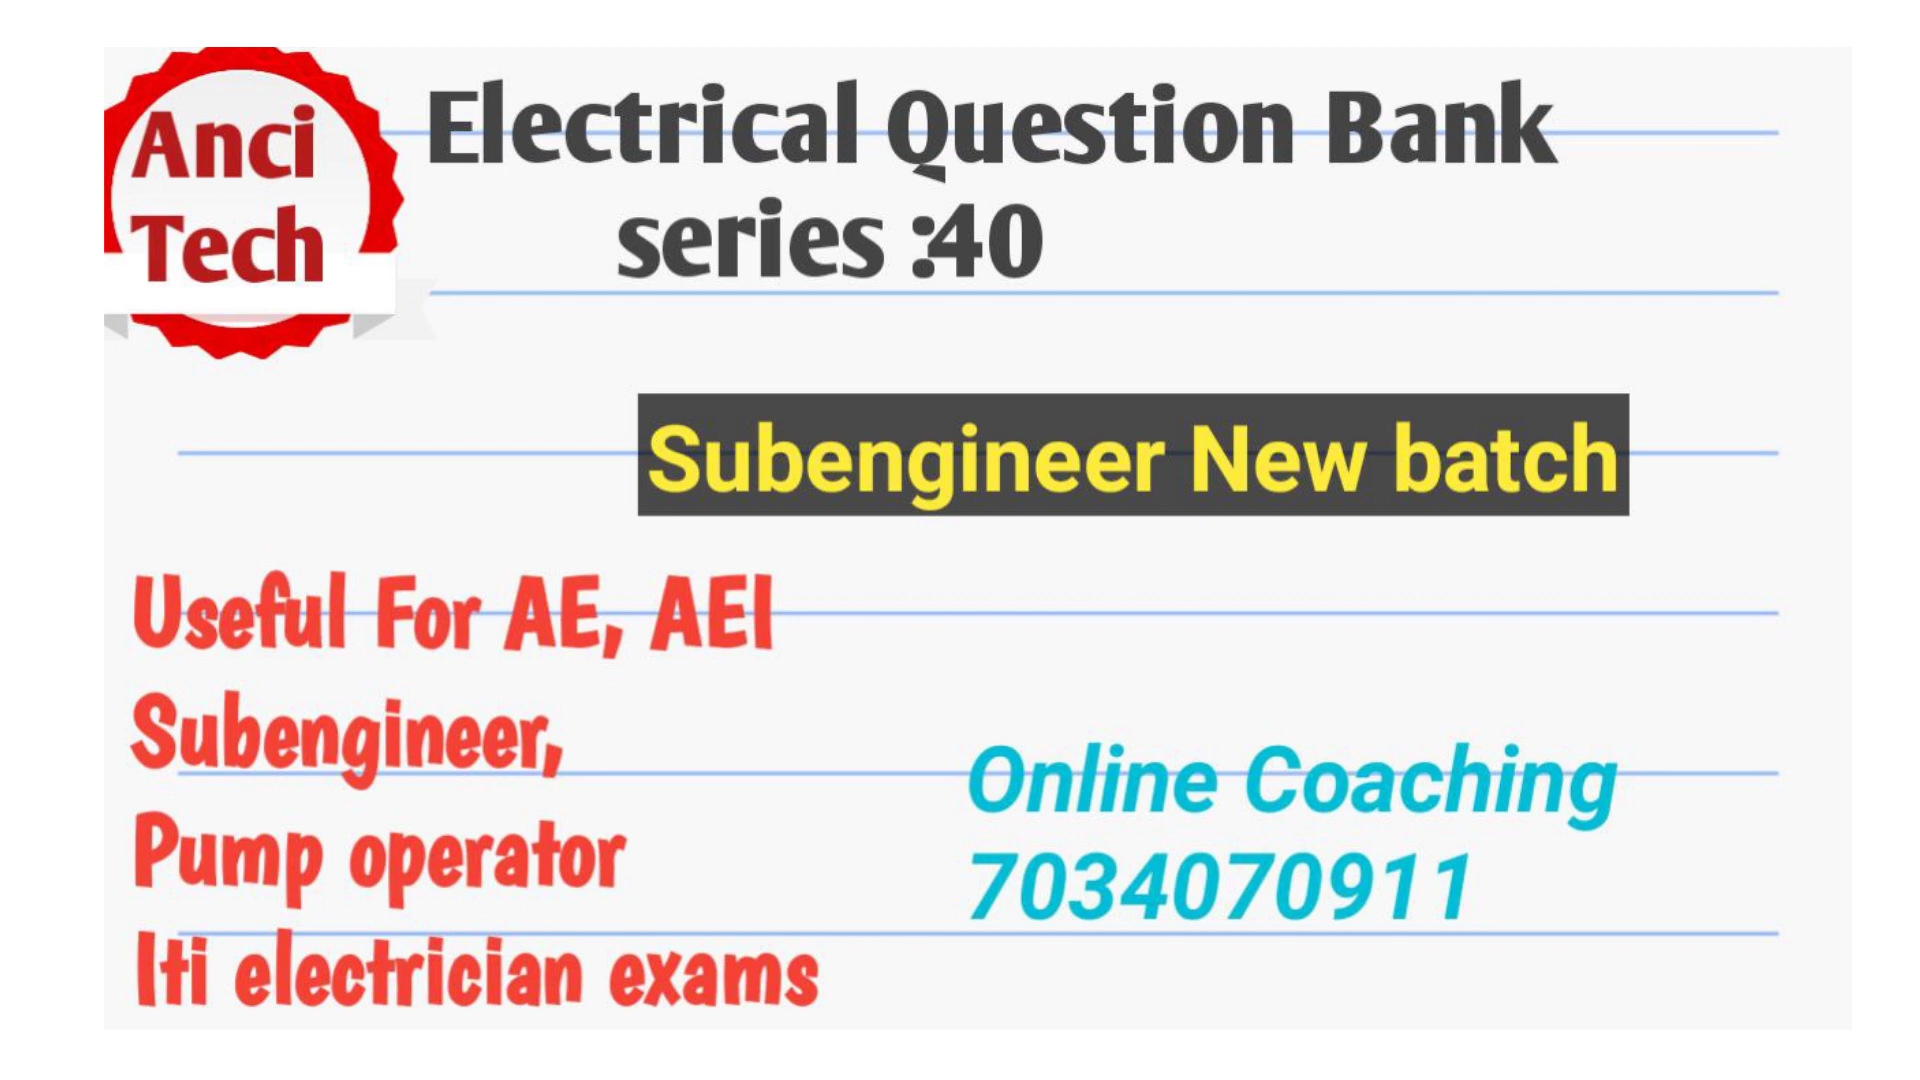 Anci
Tech
Electrical Question Bank
series :40
Subengineer New batch
Useful For AE, AEI
Subengineer,
Pump operator
Iti electrician exams
Online Coaching
7034070911